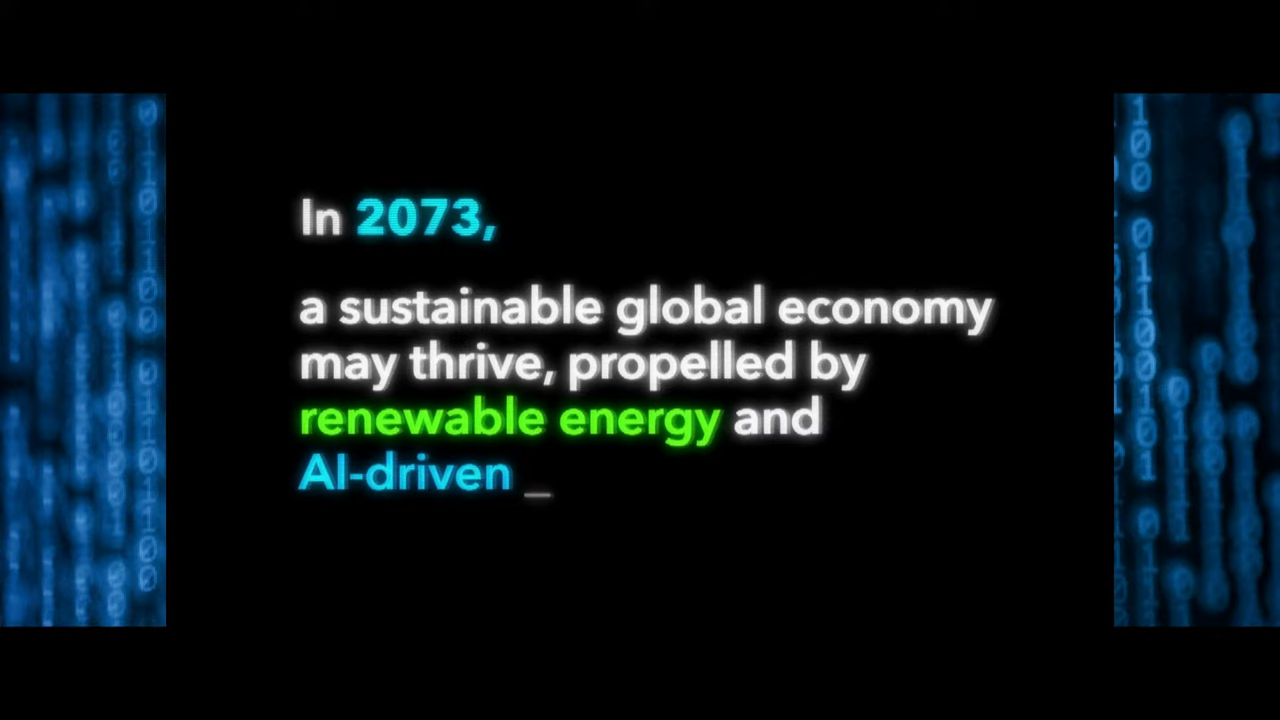 In 2073,
a sustainable global economy
may thrive, propelled by
renewable energy and
AI-driven _